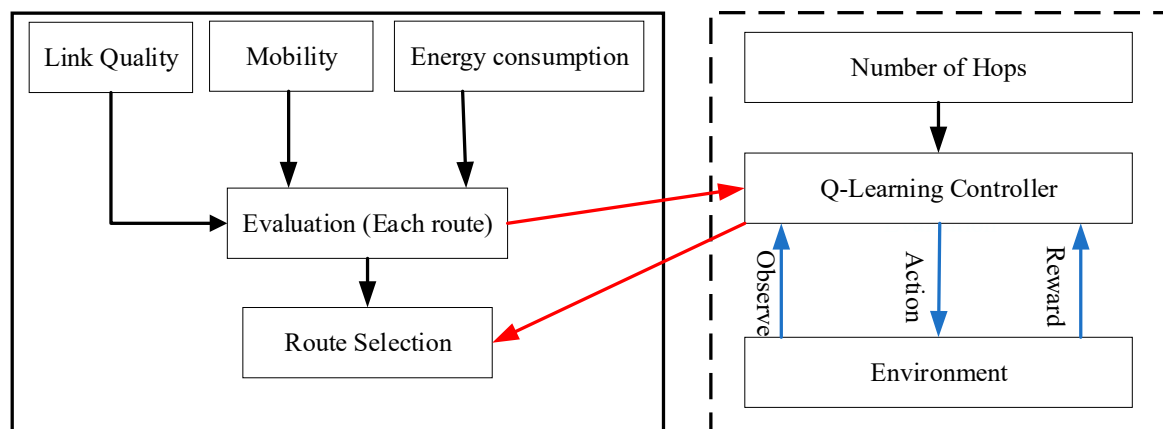 Link Quality
Mobility
Energy consumption
Evaluation (Each route)
Route Selection
Number of Hops
Q-Learning Controller
Observe
Action
Reward
Environment